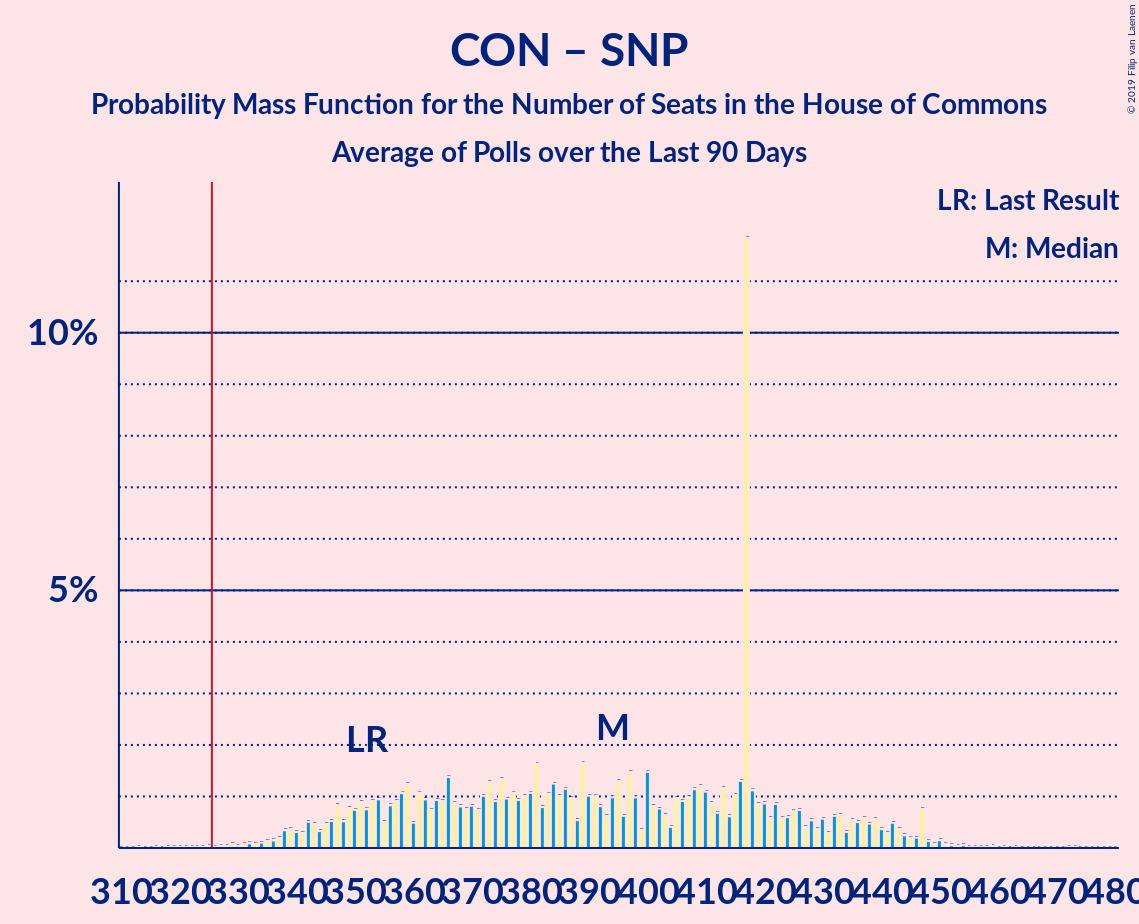 CON – SNP
Probability Mass Function for the Number of Seats in the House of Commons
Average of Polls over the Last 90 Days
© 2019 Filip van Laenen
LR: Last Result
M: Median
10%
5%
LR
M
310 320 330 340 350 360 370 380 390 400 410 420 430 440 450 460 470 480